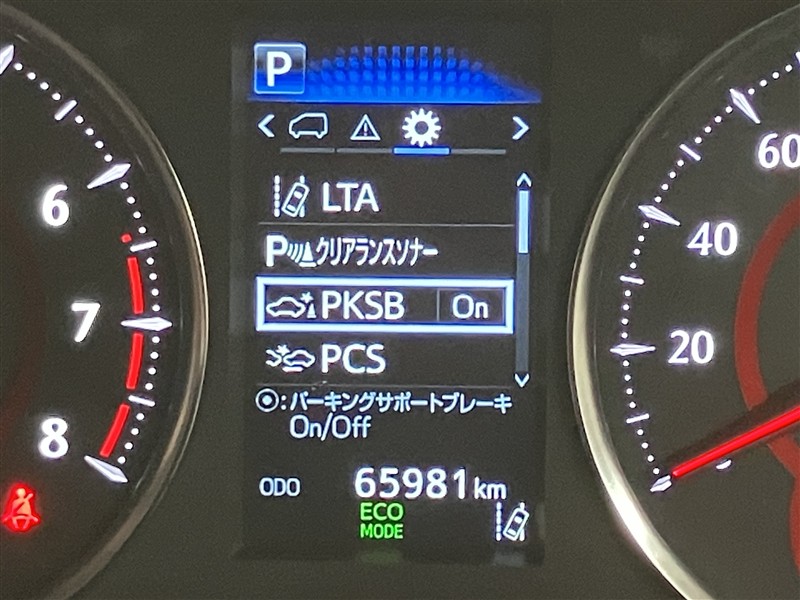 P
LTA
Pクリアランスソナー
PKSB On
PCS
:パーキングサポートブレーキ
On/Off
ODO 65981km
ECO
MODE
6
7
8
60
40
20